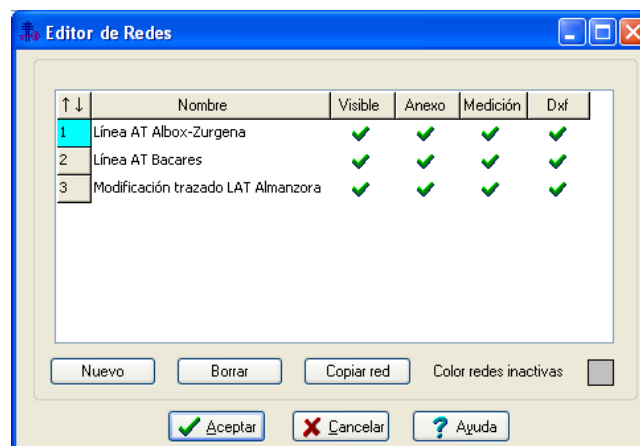 Editor de Redes
↑↓ Nombre Visible Anexo Medición Dxf
1 Línea AT Albox-Zurgena
2 Línea AT Bacares
3 Modificación trazado LAT Almanzora
Nuevo Borrar Copiar red Color redes inactivas
Aceptar Cancelar ? Ayuda